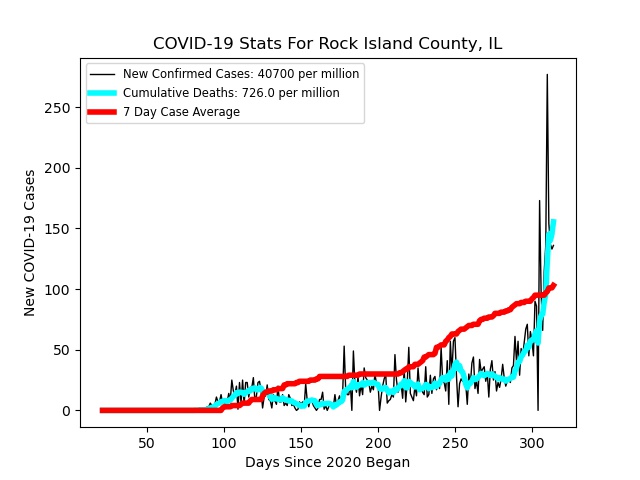 COVID-19 Stats For Rock Island County, IL
New Confirmed Cases: 40700 per million
Cumulative Deaths: 726.0 per million
7 Day Case Average
New COVID-19 Cases
250
200
150
100
50
0
50
100
150
200
250
300
Days Since 2020 Began